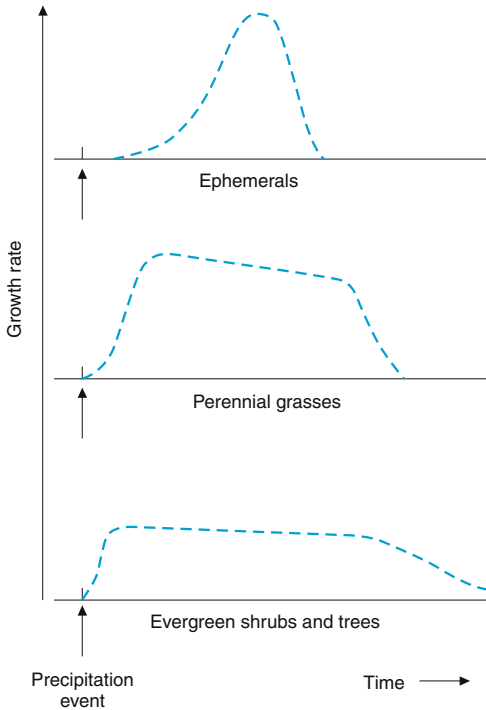 Growth rate
Ephemerals
Perennial grasses
Evergreen shrubs and trees
Precipitation
event
Time